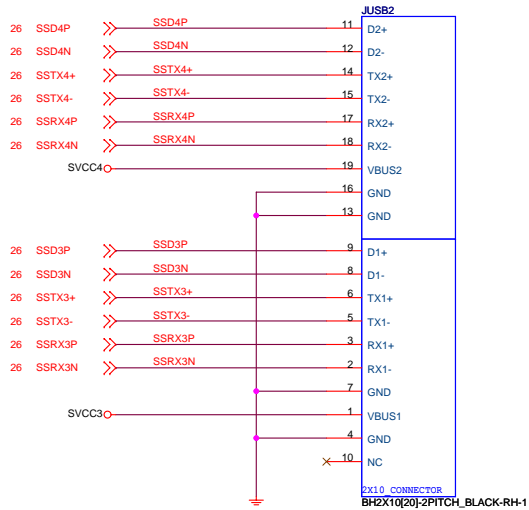 JUSB2
26 SSD4P SSD4P 11 D2+
26 SSD4N SSD4N 12 D2-
26 SSTX4+ SSTX4+ 14 TX2+
26 SSTX4- SSTX4- 15 TX2-
26 SSRX4P SSRX4P 17 RX2+
26 SSRX4N SSRX4N 18 RX2-
SVCC4 19 VBUS2
16 GND
13 GND
26 SSD3P SSD3P 9 D1+
26 SSD3N SSD3N 8 D1-
26 SSTX3+ SSTX3+ 6 TX1+
26 SSTX3- SSTX3- 5 TX1-
26 SSRX3P SSRX3P 3 RX1+
26 SSRX3N SSRX3N 2 RX1-
7 GND
SVCC3 1 VBUS1
4 GND
10 NC
2X10_CONNECTOR
BH2X10[20]-2PITCH_BLACK-RH-1